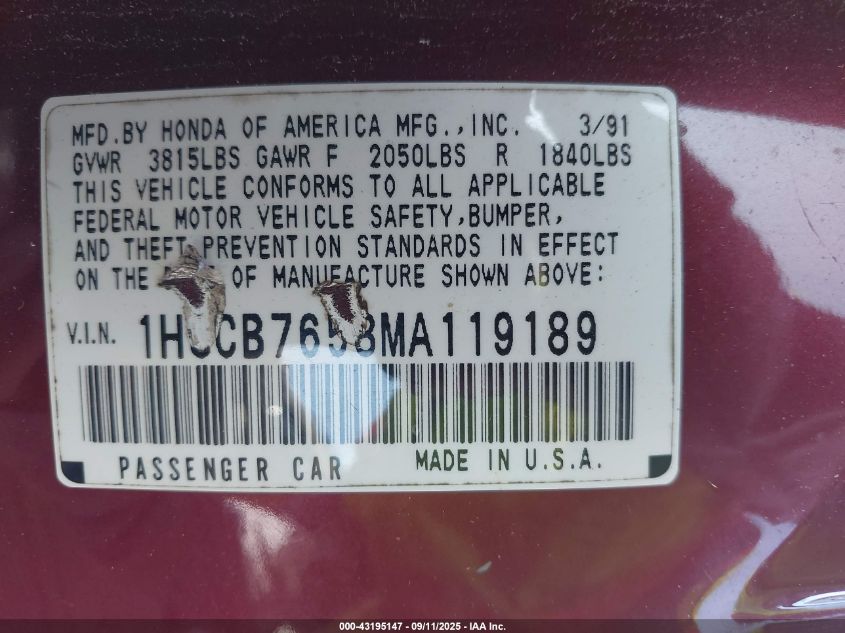 MFD.BY HONDA OF AMERICA MFG.,INC. 3/91
GVWR 3815LBS GAWR F 2050LBS R 1840LBS
THIS VEHICLE CONFORMS TO ALL APPLICABLE
FEDERAL MOTOR VEHICLE SAFETY,BUMPER,
AND THEFT PREVENTION STANDARDS IN EFFECT
ON THE OF MANUFACTURE SHOWN ABOVE:
V.I.N. 1HGCB7658MA119189
PASSENGER CAR MADE IN U.S.A.
000-43195147 - 09/11/2025 - IAA Inc.